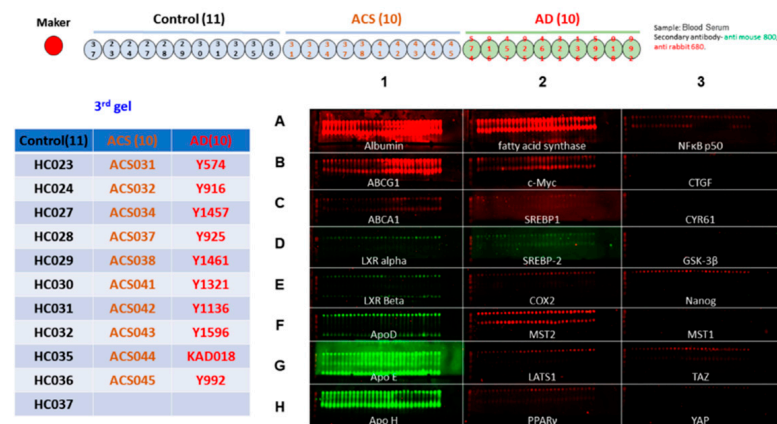 Control (11) ACS (10) AD (10)
Maker
Sample: Blood Serum
Secondary antibody- anti mouse 800,
anti rabbit 680.
1 2 3
3rd gel
Control(11) ACS (10) AD(10)
HC023 ACS031 Y574
HC024 ACS032 Y916
HC027 ACS034 Y1457
HC028 ACS037 Y925
HC029 ACS038 Y1461
HC030 ACS041 Y1321
HC031 ACS042 Y1136
HC032 ACS043 Y1596
HC035 ACS044 KAD018
HC036 ACS045 Y992
HC037
A
Albumin fatty acid synthase NFκB p50
B
ABCG1 c-Myc CTGF
C
ABCA1 SREBP1 CYR61
D
LXR alpha SREBP-2 GSK-3β
E
LXR Beta COX2 Nanog
F
ApoD MST2 MST1
G
Apo E LATS1 TAZ
H
Apo H PPARγ YAP